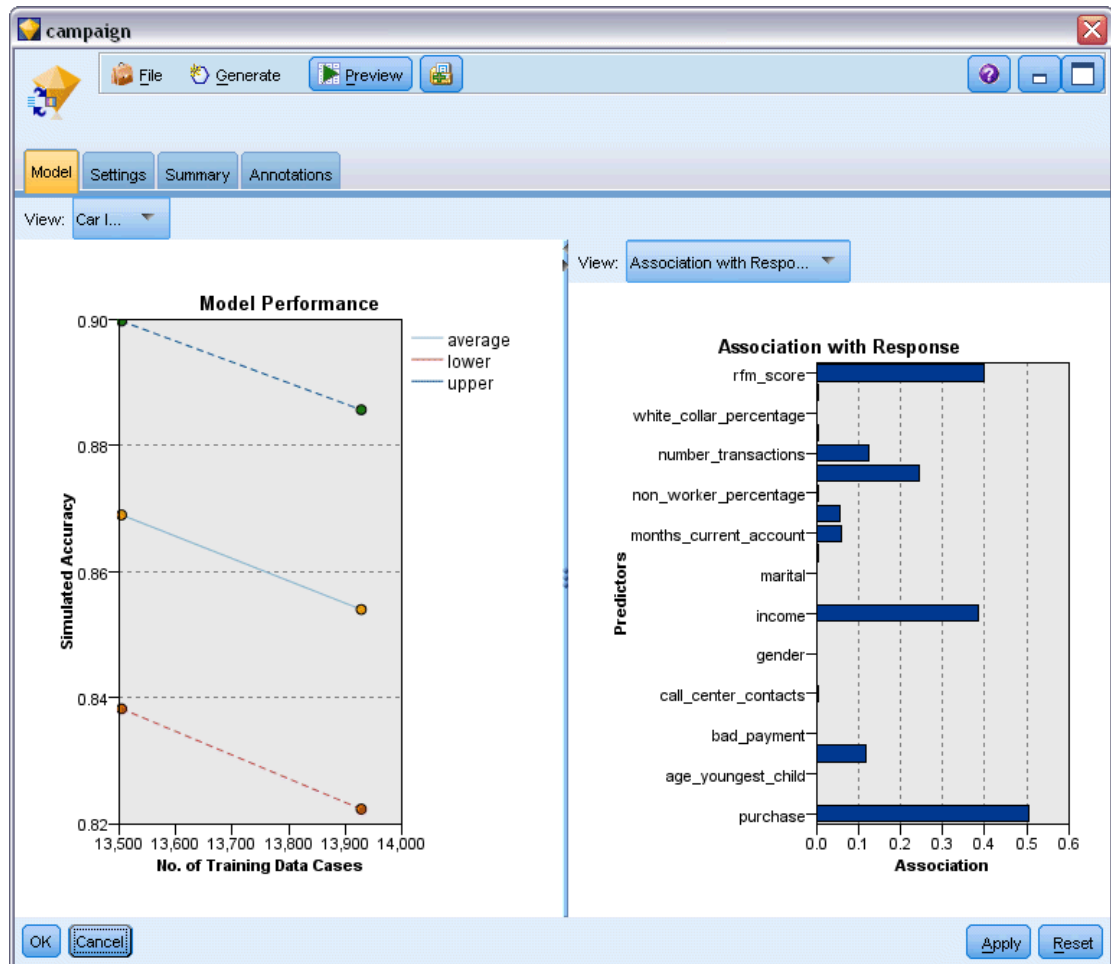 campaign
File Generate Preview
Model Settings Summary Annotations
View: Car l...
Model Performance
0.90
0.88
0.86
0.84
0.82
Simulated Accuracy
13,500 13,600 13,700 13,800 13,900 14,000
No. of Training Data Cases
average
lower
upper
View: Association with Respo...
Association with Response
rfm_score
white_collar_percentage
number_transactions
non_worker_percentage
months_current_account
marital
income
gender
call_center_contacts
bad_payment
age_youngest_child
purchase
Predictors
0.0 0.1 0.2 0.3 0.4 0.5 0.6
Association
OK Cancel Apply Reset